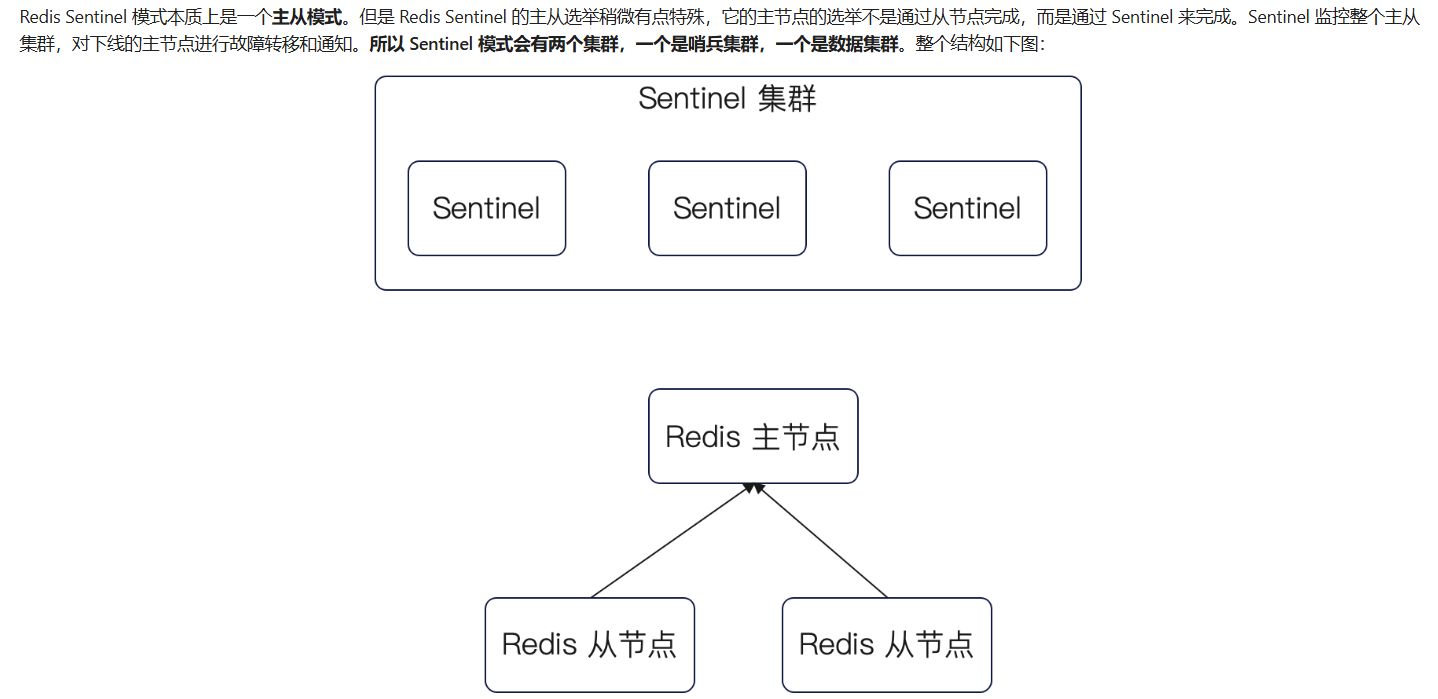 Redis Sentinel 模式本质上是一个主从模式。但是 Redis Sentinel 的主从选举稍微有点特殊，它的主节点的选举不是通过从节点完成，而是通过 Sentinel 来完成。Sentinel 监控整个主从
集群，对下线的主节点进行故障转移和通知。所以 Sentinel 模式会有两个集群，一个是哨兵集群，一个是数据集群。整个结构如下图：
Sentinel 集群
Sentinel
Sentinel
Sentinel
Redis 主节点
Redis 从节点
Redis 从节点